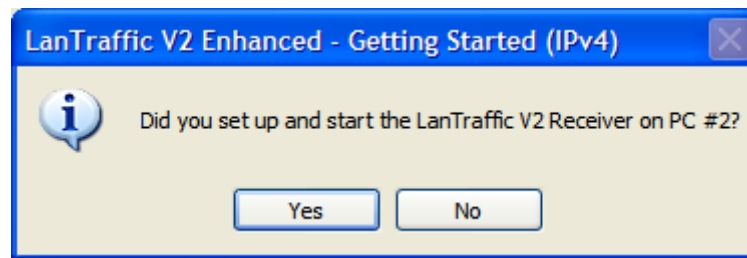 LanTraffic V2 Enhanced - Getting Started (IPv4)
Did you set up and start the LanTraffic V2 Receiver on PC #2?
Yes
No